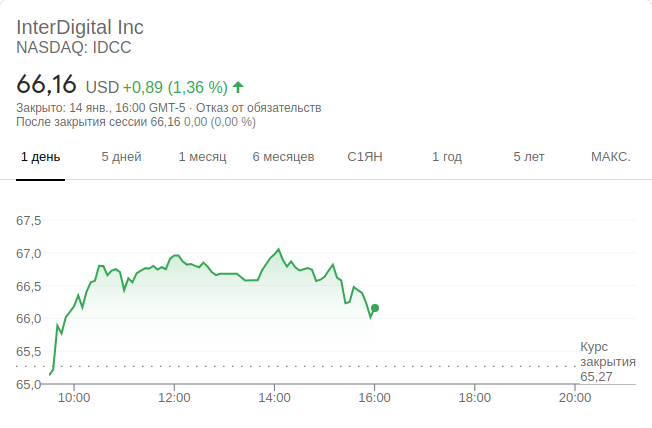 InterDigital Inc
NASDAQ: IDCC
66,16 USD +0,89 (1,36 %)
Закрыто: 14 янв., 16:00 GMT-5 · Отказ от обязательств
После закрытия сессии 66,16 0,00 (0,00 %)
1 день 5 дней 1 месяц 6 месяцев С1ЯН 1 год 5 лет МАКС.
67,5
67,0
66,5
66,0
65,5
65,0
Курс
закрытия
65,27
10:00 12:00 14:00 16:00 18:00 20:00